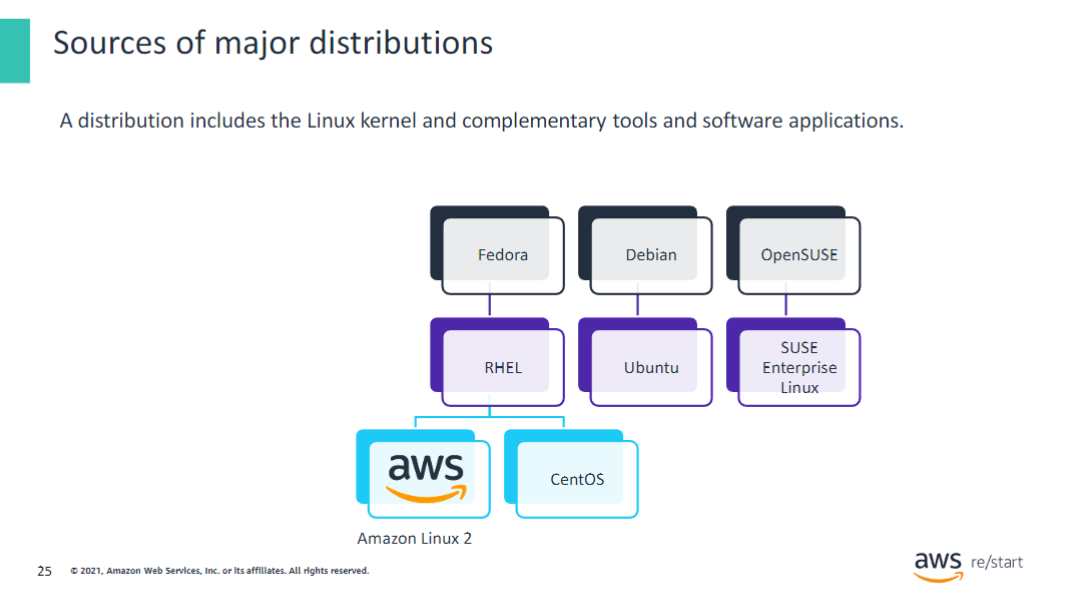 Sources of major distributions
A distribution includes the Linux kernel and complementary tools and software applications.
Fedora
Debian
OpenSUSE
RHEL
Ubuntu
SUSE
Enterprise
Linux
aws
CentOS
Amazon Linux 2
25
© 2021, Amazon Web Services, Inc. or its affiliates. All rights reserved.
aws re/start